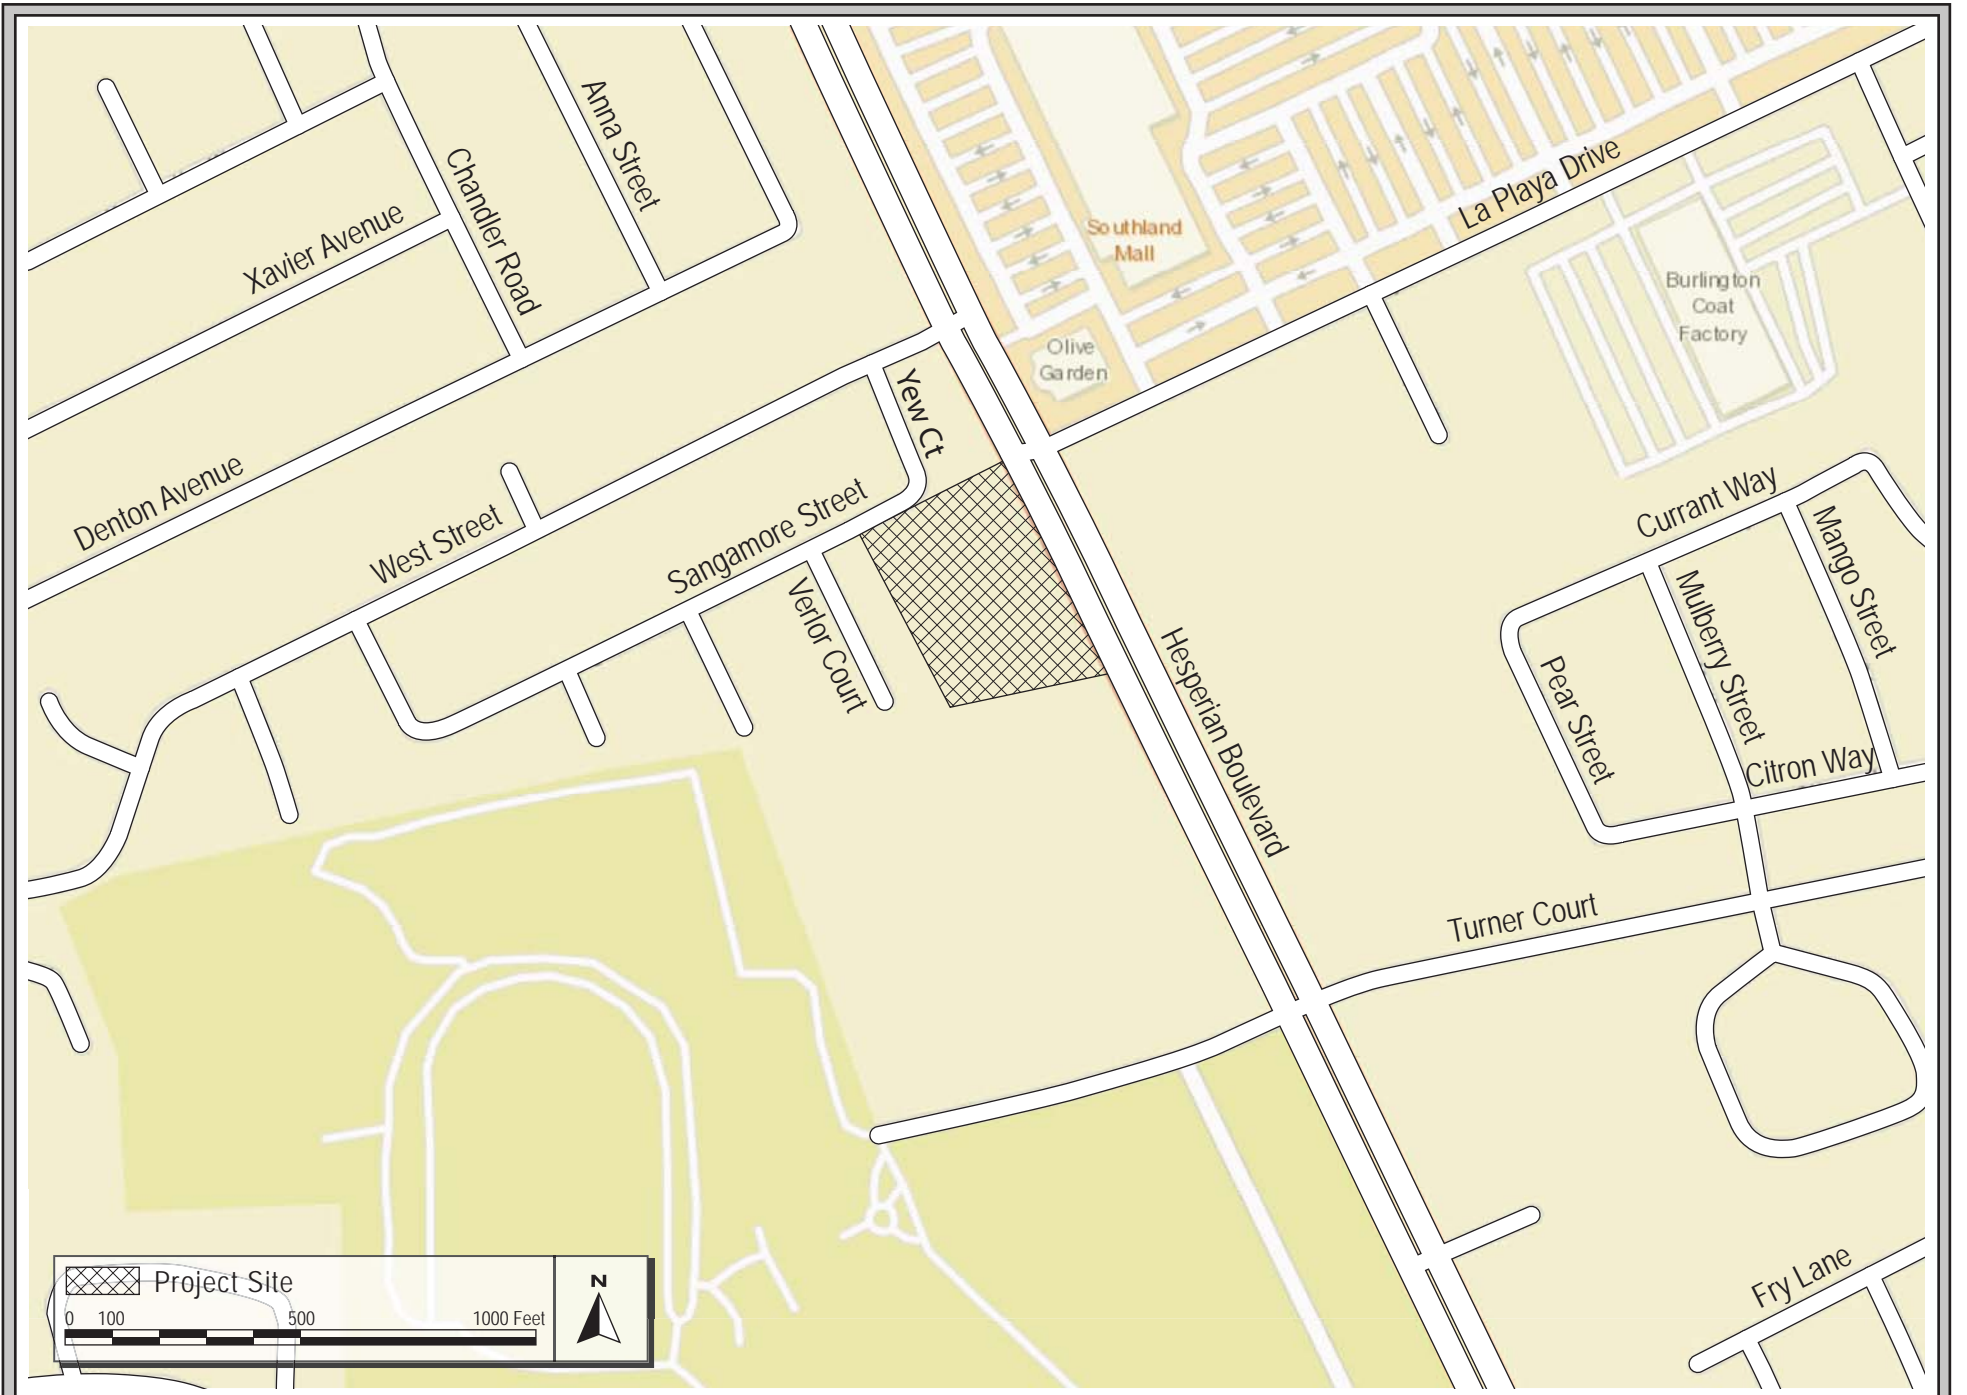 Anna Street
Chandler Road
Xavier Avenue
La Playa Drive
Southland
Mall
Burlington
Coat
Factory
Olive
Garden
Yew Ct
Denton Avenue
West Street
Sangamore Street
Verlor Court
Currant Way
Mango Street
Mulberry Street
Pear Street
Citron Way
Hesperian Boulevard
Turner Court
Fry Lane
Project Site
N
0 100 500 1000 Feet